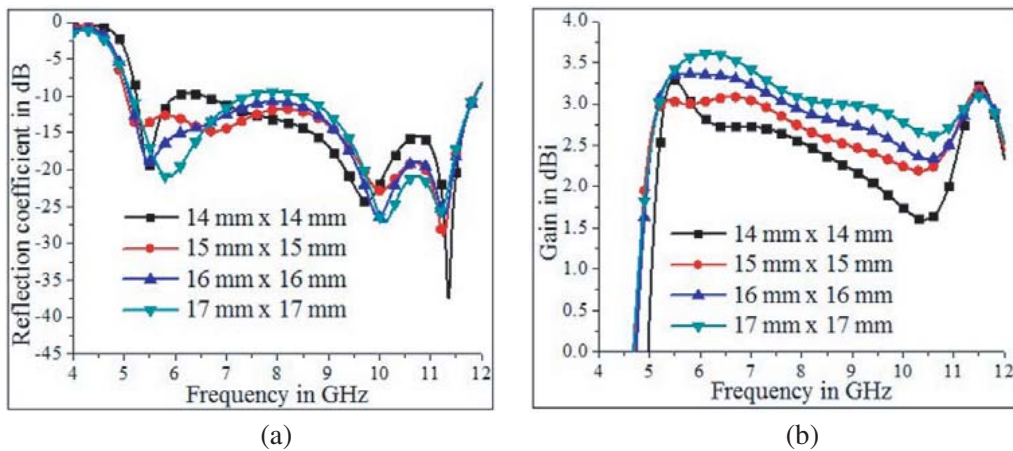 0
-5
-10
-15
-20
-25
-30
-35
-40
-45
Reflection coefficient in dB
14 mm x 14 mm
15 mm x 15 mm
16 mm x 16 mm
17 mm x 17 mm
4 5 6 7 8 9 10 11 12
Frequency in GHz
(a)
4.0
3.5
3.0
2.5
2.0
1.5
1.0
0.5
0.0
Gain in dBi
14 mm x 14 mm
15 mm x 15 mm
16 mm x 16 mm
17 mm x 17 mm
4 5 6 7 8 9 10 11 12
Frequency in GHz
(b)